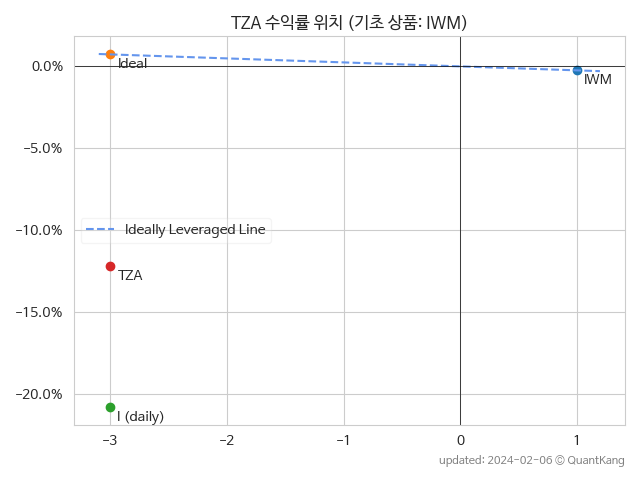 TZA 수익률 위치 (기초 상품: IWM)
0.0%
−5.0%
−10.0%
−15.0%
−20.0%
Ideal
IWM
Ideally Leveraged Line
TZA
I (daily)
−3
−2
−1
0
1
updated: 2024-02-06 © QuantKang